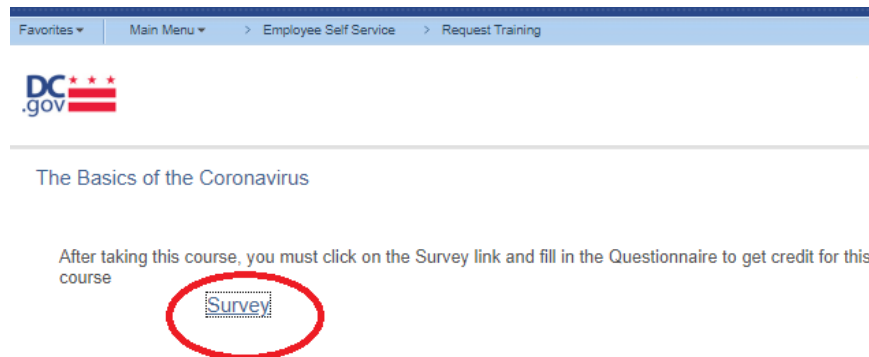 Favorites Main Menu > Employee Self Service > Request Training
DC
.gov
The Basics of the Coronavirus
After taking this course, you must click on the Survey link and fill in the Questionnaire to get credit for this
course
Survey